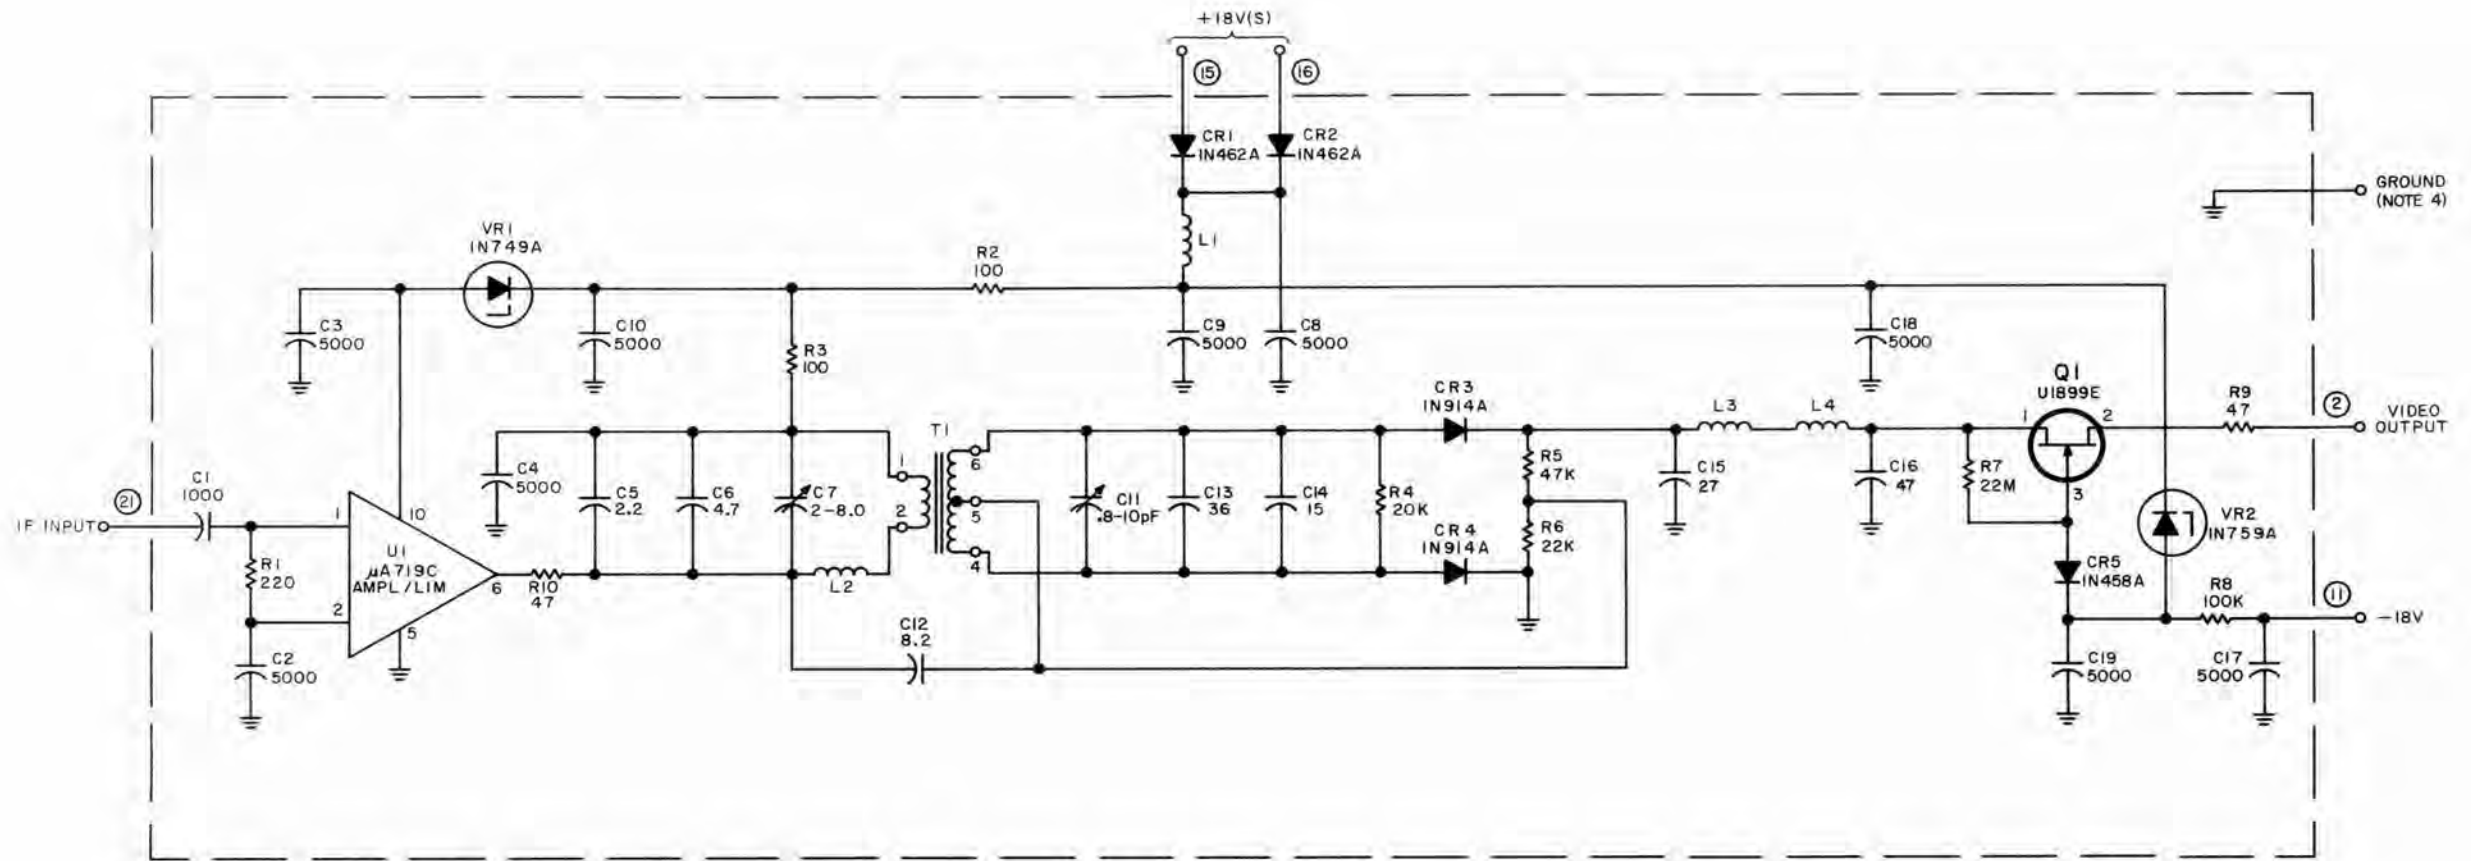 +18V(S)
15
16
CR1
1N462A
CR2
1N462A
GROUND
(NOTE 4)
VR1
1N749A
L1
R2
100
C3
5000
C10
5000
R3
100
C9
5000
C8
5000
C18
5000
Q1
U1899E
R9
47
2
VIDEO
OUTPUT
CR3
1N914A
L3
L4
1
2
3
T1
1
2
6
5
4
C4
5000
C5
2.2
C6
4.7
C7
2-8.0
C11
.8-10pF
C13
36
C14
15
R4
20K
R5
47K
R6
22K
CR4
1N914A
C15
27
C16
47
R7
22M
VR2
1N759A
C1
1000
21
IF INPUT
1
10
U1
µA719C
AMPL/LIM
6
2
5
R1
220
R10
47
L2
C12
8.2
C2
5000
CR5
1N458A
R8
100K
11
-18V
C19
5000
C17
5000